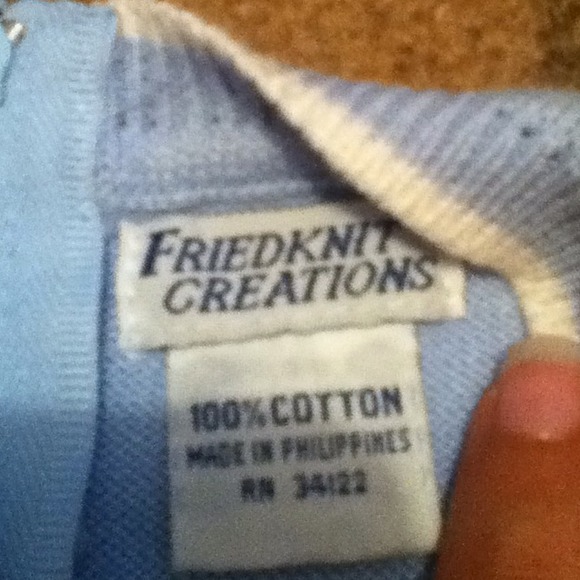 FRIEDKNIT
CREATIONS
100% COTTON
MADE IN PHILIPPINES
RN 34122